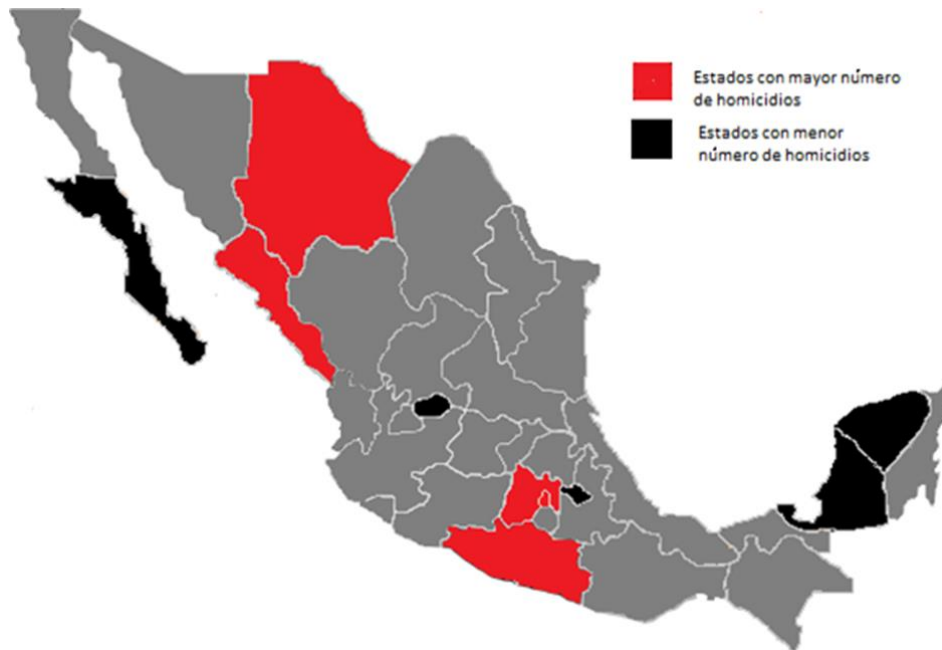 Estados con mayor número
de homicidios
Estados con menor
número de homicidios